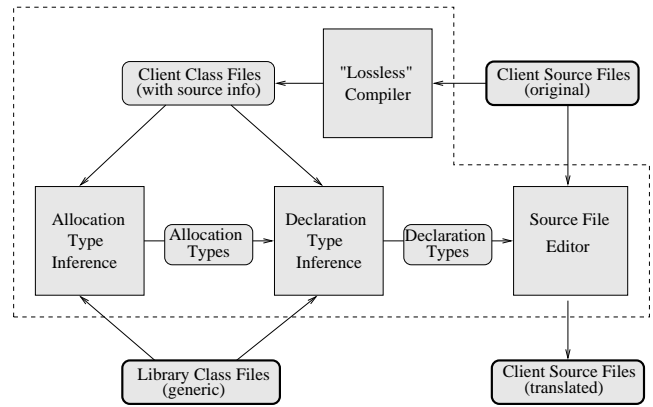 Client Class Files
(with source info)
"Lossless"
Compiler
Client Source Files
(original)
Allocation
Type
Inference
Allocation
Types
Declaration
Type
Inference
Declaration
Types
Source File
Editor
Library Class Files
(generic)
Client Source Files
(translated)